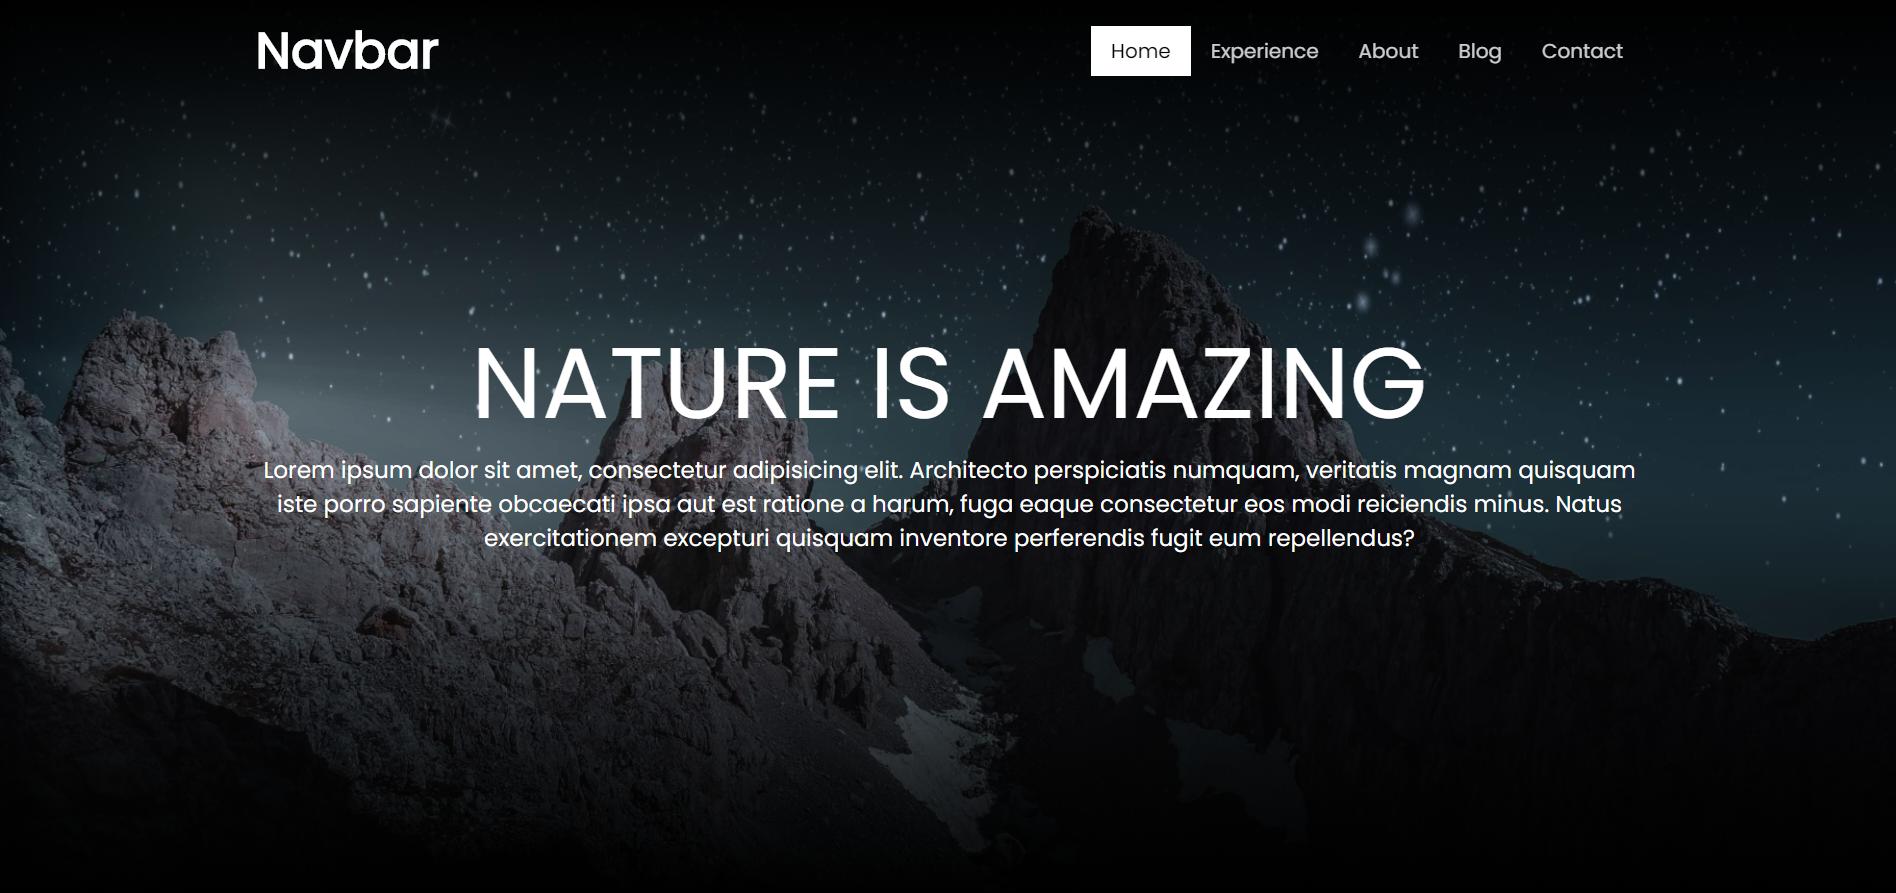 Navbar
Home Experience About Blog Contact
NATURE IS AMAZING
Lorem ipsum dolor sit amet, consectetur adipisicing elit. Architecto perspiciatis numquam, veritatis magnam quisquam
iste porro sapiente obcaecati ipsa aut est ratione a harum, fuga eaque consectetur eos modi reiciendis minus. Natus
exercitationem excepturi quisquam inventore perferendis fugit eum repellendus?